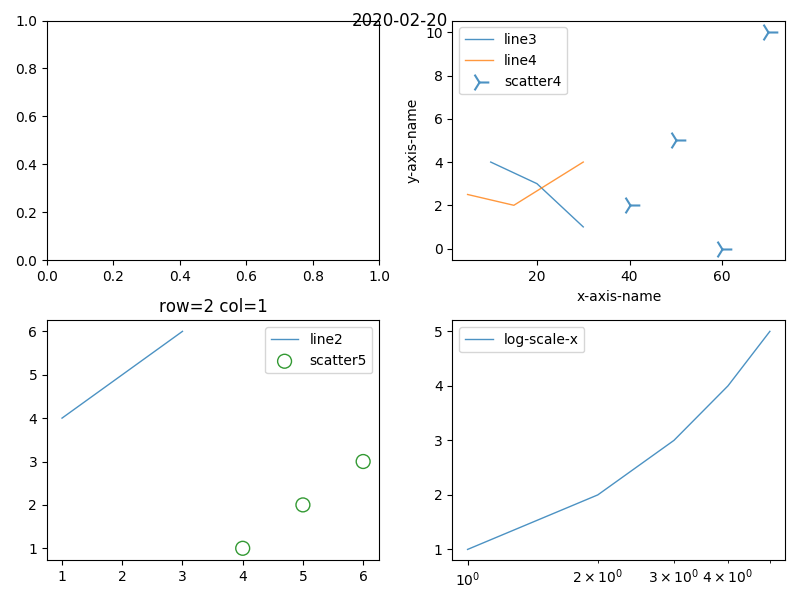 2020-02-20
1.0
0.8
0.6
0.4
0.2
0.0
0.0 0.2 0.4 0.6 0.8 1.0
line3
line4
scatter4
y-axis-name
10
8
6
4
2
0
20 40 60
x-axis-name
row=2 col=1
line2
scatter5
6
5
4
3
2
1
1 2 3 4 5 6
log-scale-x
5
4
3
2
1
10⁰ 2 × 10⁰ 3 × 10⁰ 4 × 10⁰